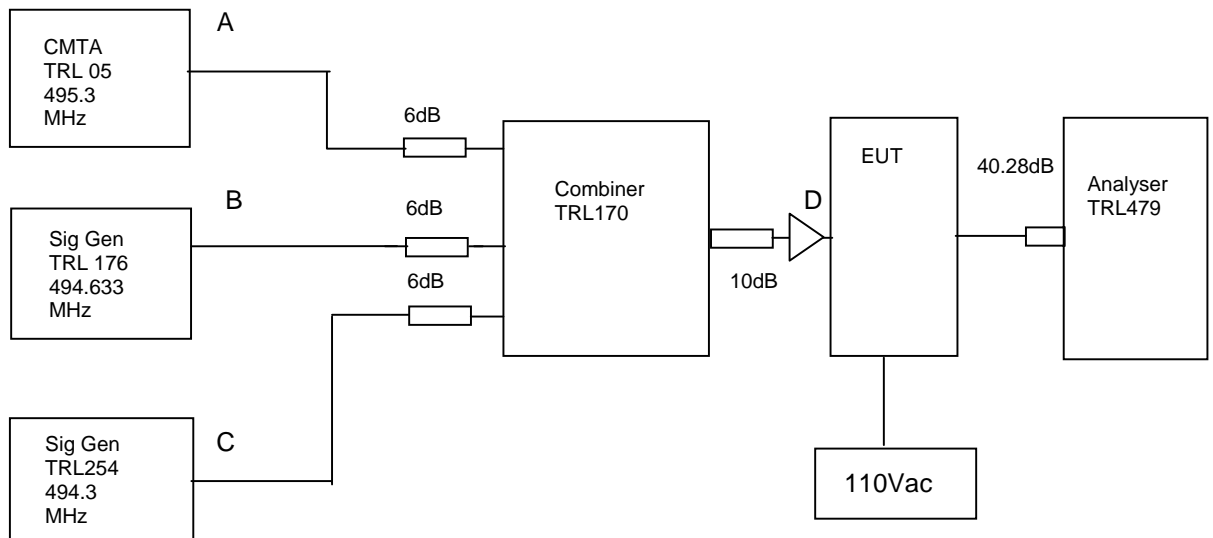 A
CMTA
TRL 05
495.3
MHz
6dB
B
Sig Gen
TRL 176
494.633
MHz
6dB
6dB
C
Sig Gen
TRL254
494.3
MHz
Combiner
TRL170
10dB
D
EUT
40.28dB
Analyser
TRL479
110Vac